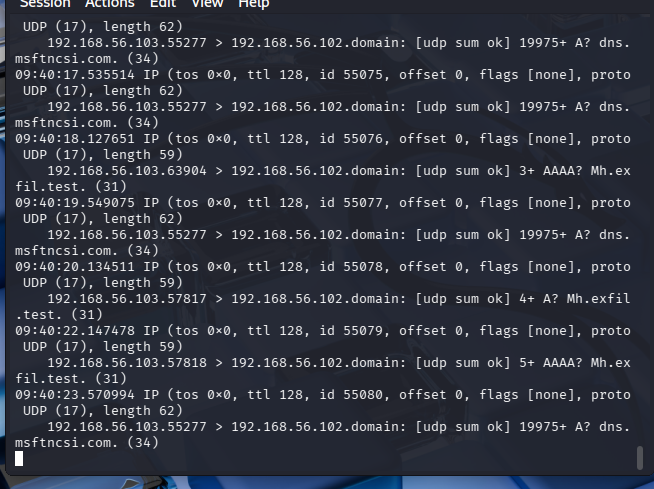 Session Actions Edit View Help
UDP (17), length 62)
192.168.56.103.55277 > 192.168.56.102.domain: [udp sum ok] 19975+ A? dns.
msftncsi.com. (34)
09:40:17.535514 IP (tos 0×0, ttl 128, id 55075, offset 0, flags [none], proto
UDP (17), length 62)
192.168.56.103.55277 > 192.168.56.102.domain: [udp sum ok] 19975+ A? dns.
msftncsi.com. (34)
09:40:18.127651 IP (tos 0×0, ttl 128, id 55076, offset 0, flags [none], proto
UDP (17), length 59)
192.168.56.103.63904 > 192.168.56.102.domain: [udp sum ok] 3+ AAAA? Mh.ex
fil.test. (31)
09:40:19.549075 IP (tos 0×0, ttl 128, id 55077, offset 0, flags [none], proto
UDP (17), length 62)
192.168.56.103.55277 > 192.168.56.102.domain: [udp sum ok] 19975+ A? dns.
msftncsi.com. (34)
09:40:20.134511 IP (tos 0×0, ttl 128, id 55078, offset 0, flags [none], proto
UDP (17), length 59)
192.168.56.103.57817 > 192.168.56.102.domain: [udp sum ok] 4+ A? Mh.exfil
.test. (31)
09:40:22.147478 IP (tos 0×0, ttl 128, id 55079, offset 0, flags [none], proto
UDP (17), length 59)
192.168.56.103.57818 > 192.168.56.102.domain: [udp sum ok] 5+ AAAA? Mh.ex
fil.test. (31)
09:40:23.570994 IP (tos 0×0, ttl 128, id 55080, offset 0, flags [none], proto
UDP (17), length 62)
192.168.56.103.55277 > 192.168.56.102.domain: [udp sum ok] 19975+ A? dns.
msftncsi.com. (34)